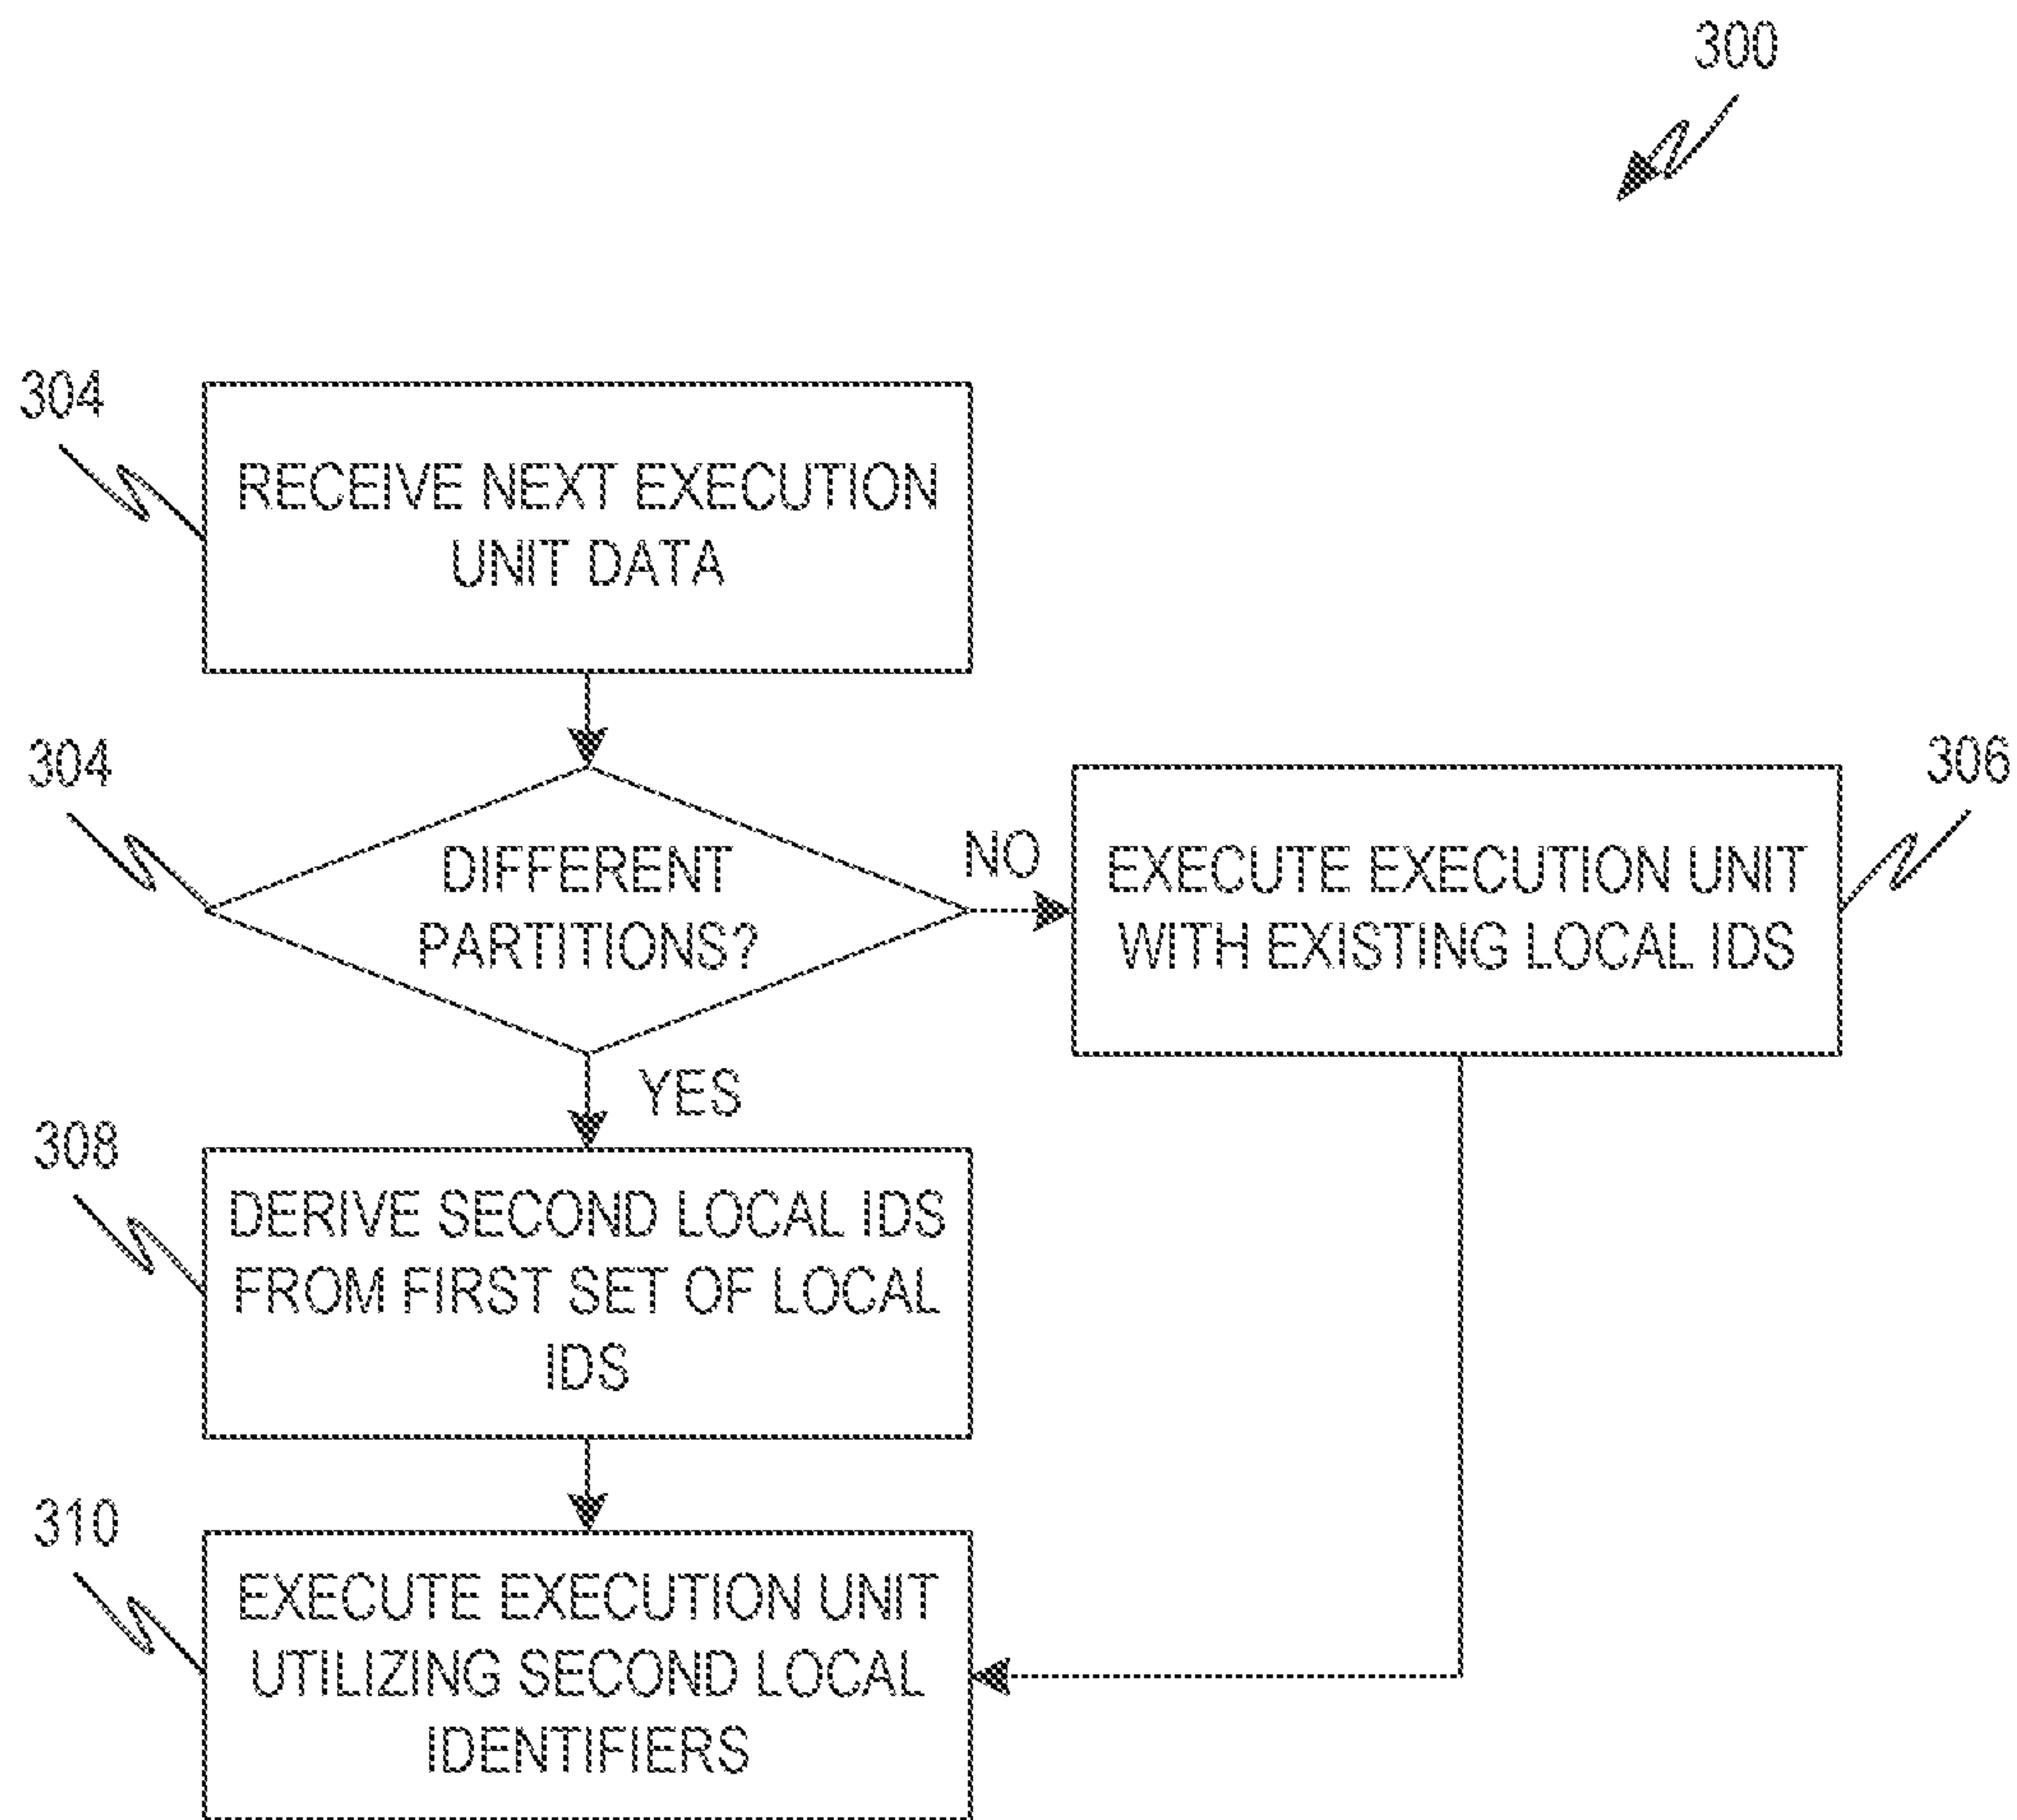 300
304
RECEIVE NEXT EXECUTION
UNIT DATA
304
DIFFERENT
PARTITIONS?
NO
306
EXECUTE EXECUTION UNIT
WITH EXISTING LOCAL IDS
YES
308
DERIVE SECOND LOCAL IDS
FROM FIRST SET OF LOCAL
IDS
310
EXECUTE EXECUTION UNIT
UTILIZING SECOND LOCAL
IDENTIFIERS